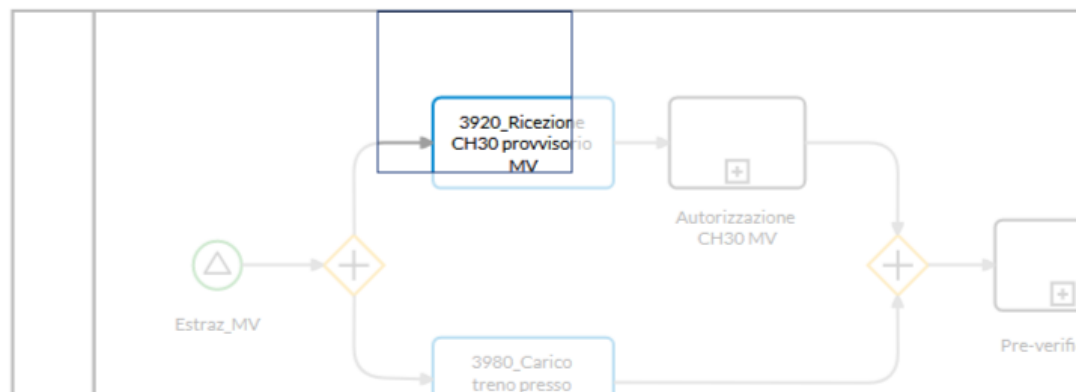 3920_Ricezione
CH30 provvisorio
MV
Autorizzazione
CH30 MV
Estraz_MV
Pre-verifi
3980_Carico
treno presso